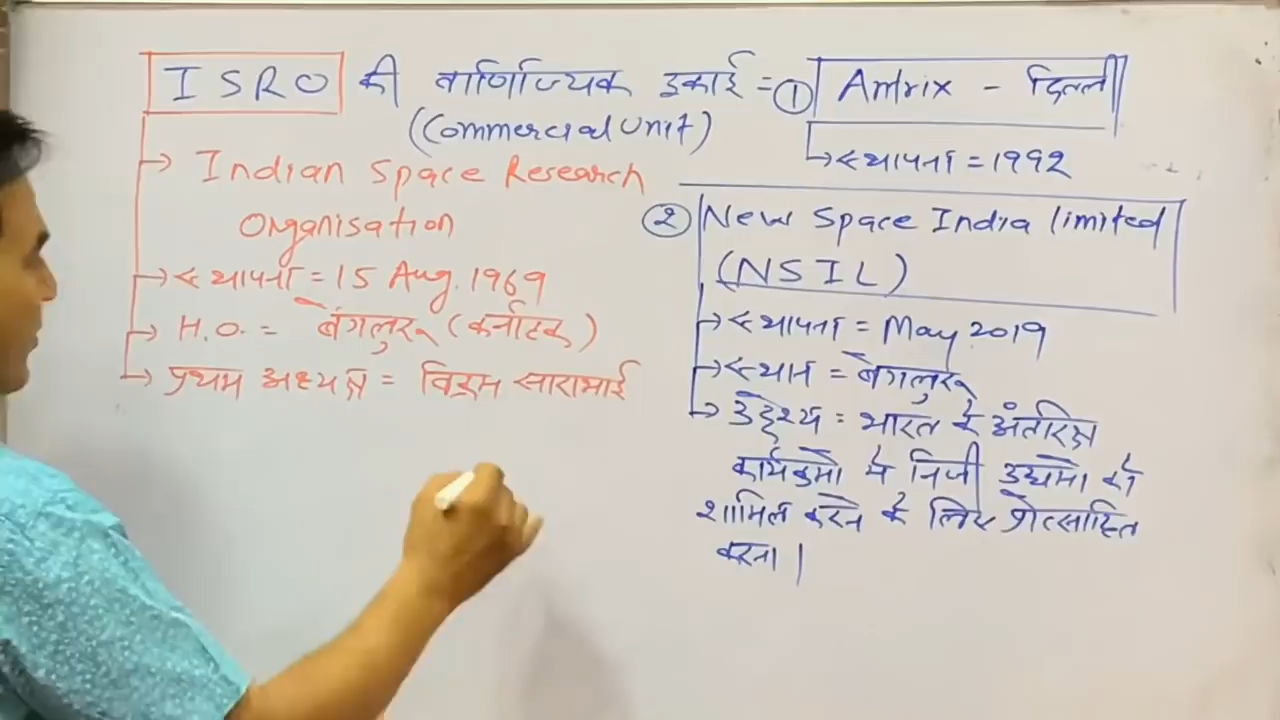 ISRO की वाणिज्यिक इकाई = ① Antrix - दिल्ली
(Commercial Unit)
→ स्थापना = 1992
→ Indian Space Research
Organisation
→ स्थापना = 15 Aug. 1969
→ H.O. = बेंगलुरू (कर्नाटक)
→ प्रथम अध्यक्ष = विक्रम साराभाई
② New Space India limited
(NSIL)
→ स्थापना = May 2019
→ स्थान = बेंगलुरू
→ उद्देश्य = भारत के अंतरिक्ष
कार्यक्रमो मे निजी उद्यमो को
शामिल करने के लिए प्रोत्साहित
करना।